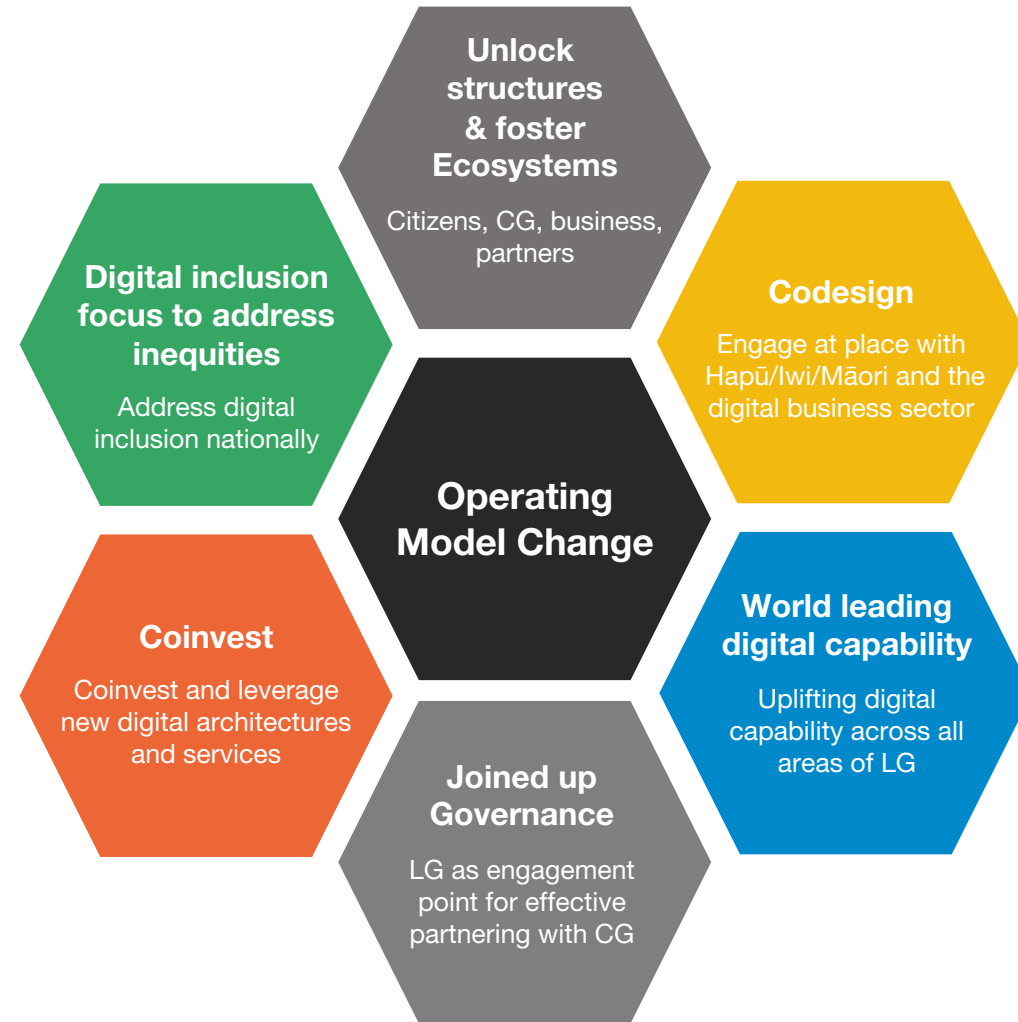 Unlock
structures
& foster
Ecosystems
Citizens, CG, business,
partners
Digital inclusion
focus to address
inequities
Address digital
inclusion nationally
Codesign
Engage at place with
Hapū/Iwi/Māori and the
digital business sector
Operating
Model Change
Coinvest
Coinvest and leverage
new digital architectures
and services
World leading
digital capability
Uplifting digital
capability across all
areas of LG
Joined up
Governance
LG as engagement
point for effective
partnering with CG